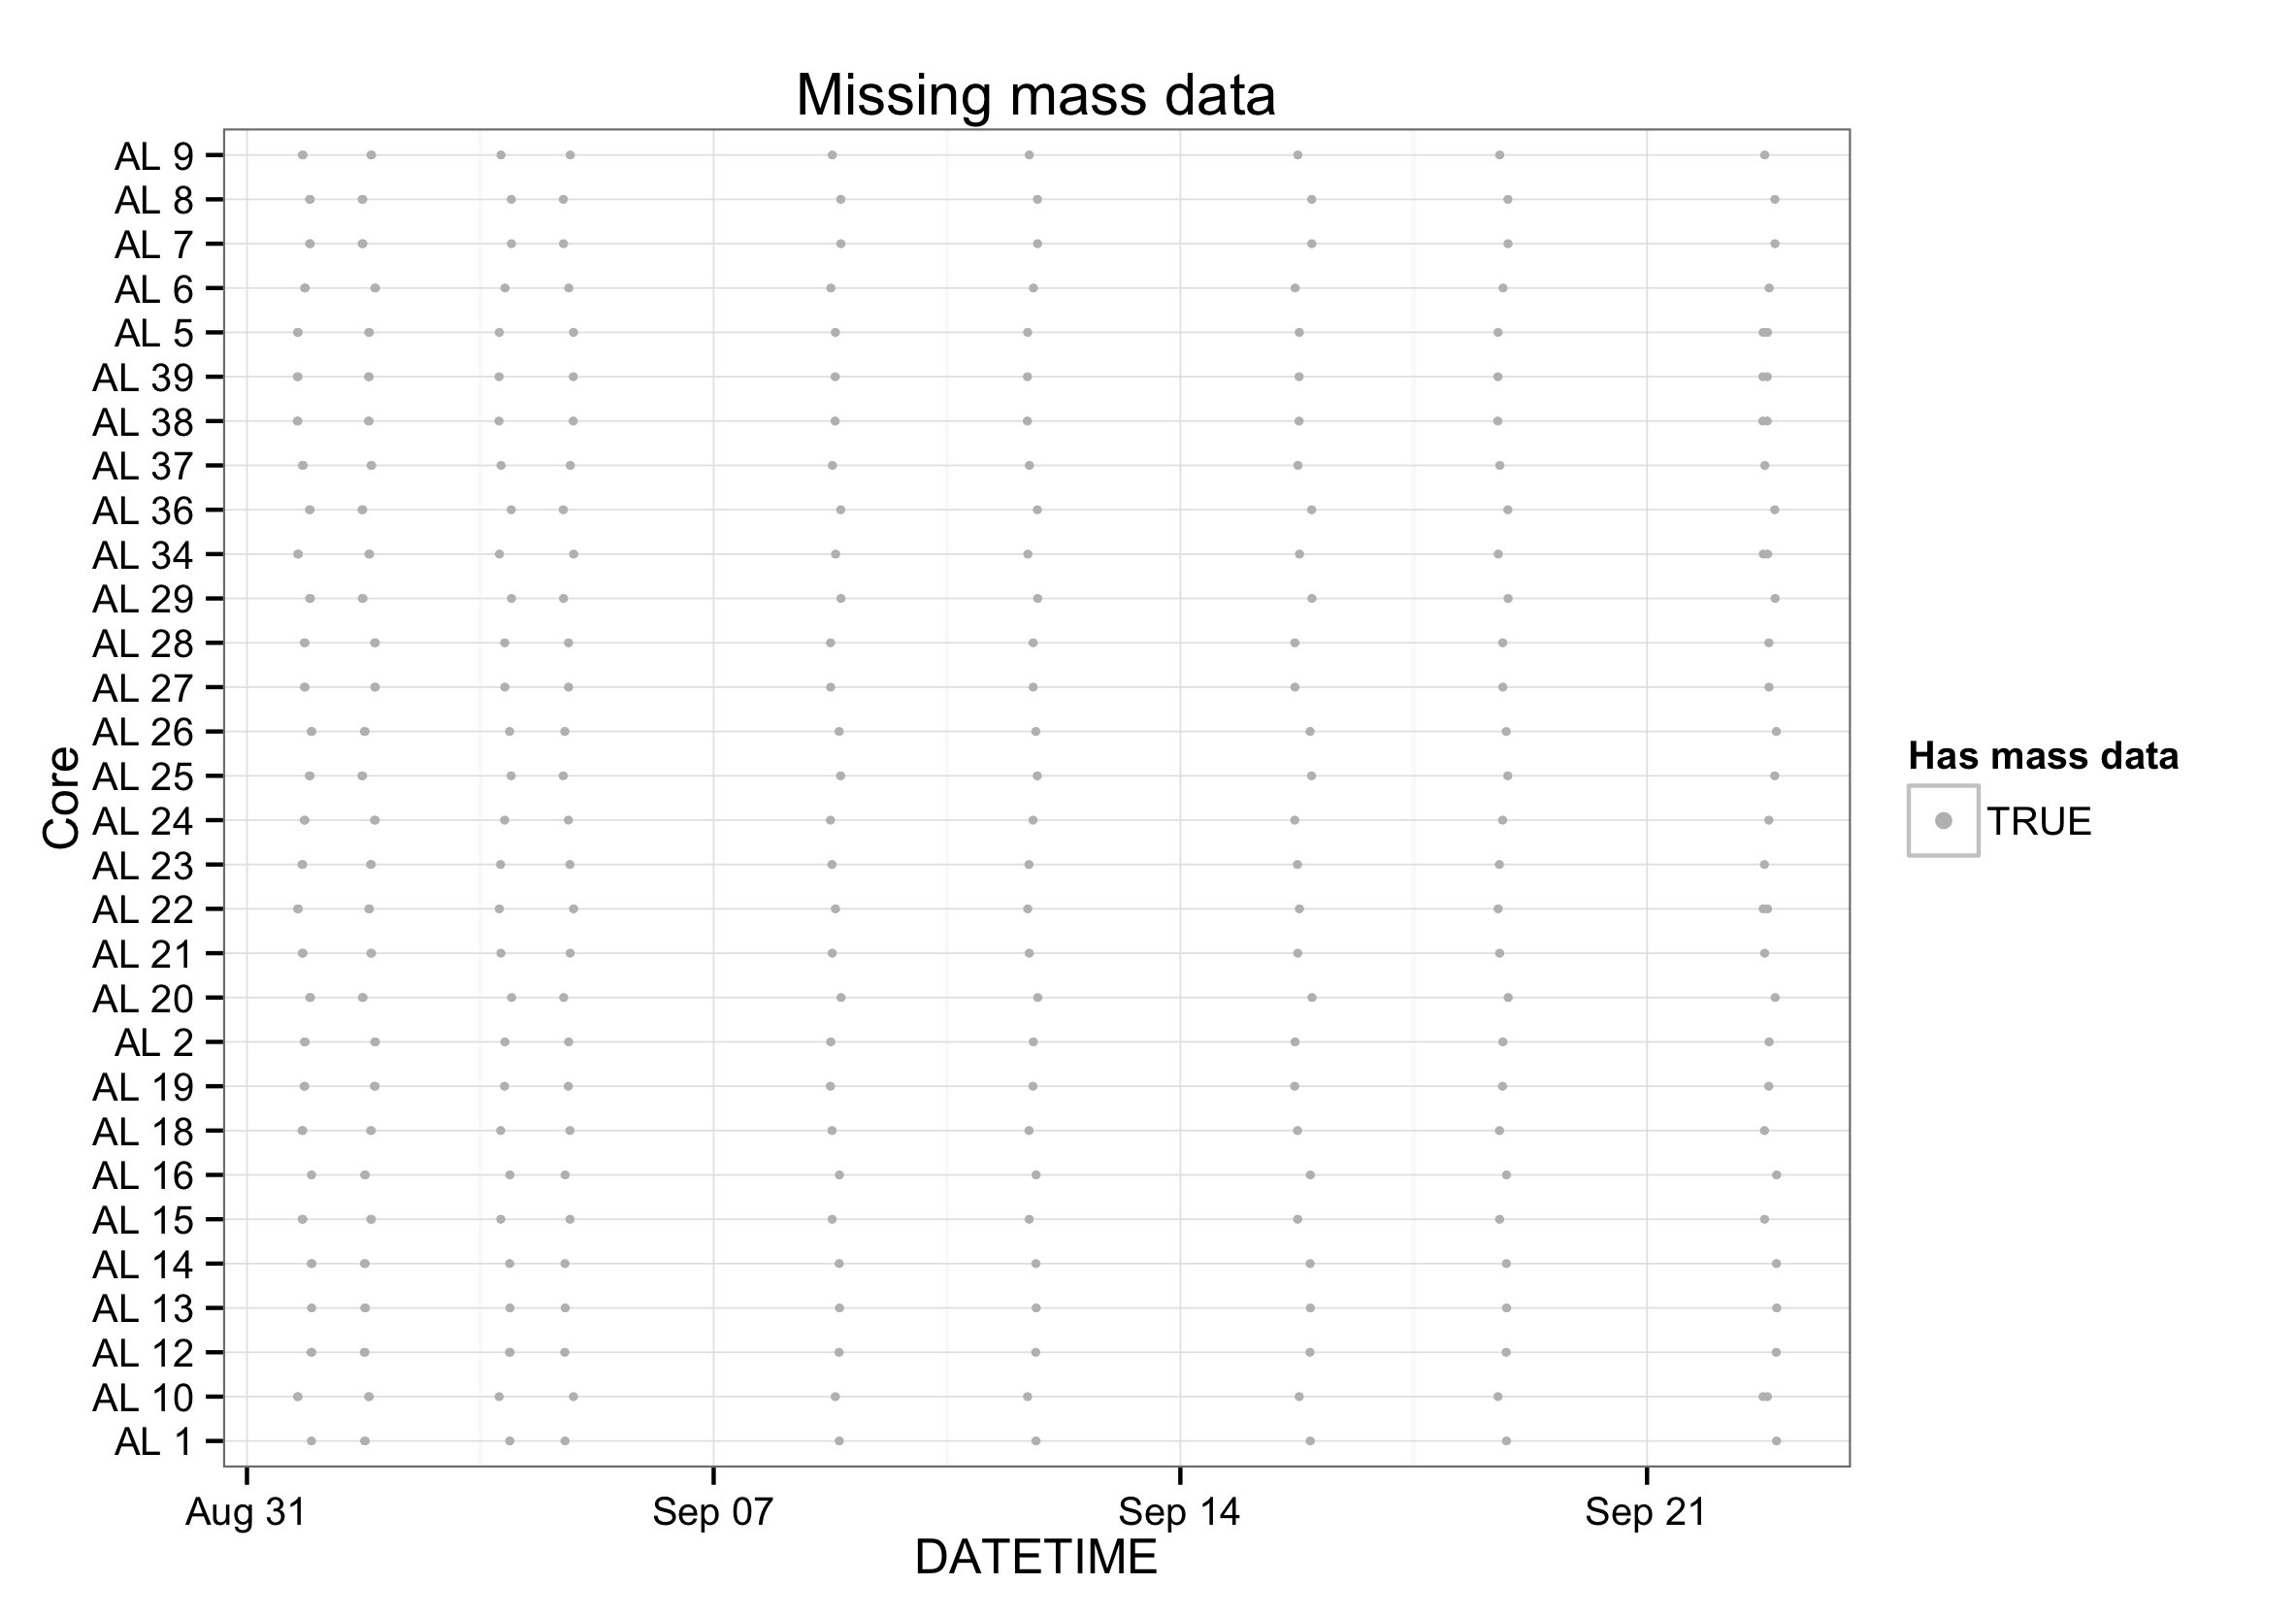 Missing mass data
AL 9
AL 8
AL 7
AL 6
AL 5
AL 39
AL 38
AL 37
AL 36
AL 34
AL 29
AL 28
AL 27
AL 26
AL 25
AL 24
AL 23
AL 22
AL 21
AL 20
AL 2
AL 19
AL 18
AL 16
AL 15
AL 14
AL 13
AL 12
AL 10
AL 1
Core
Aug 31 Sep 07 Sep 14 Sep 21
DATETIME
Has mass data
TRUE